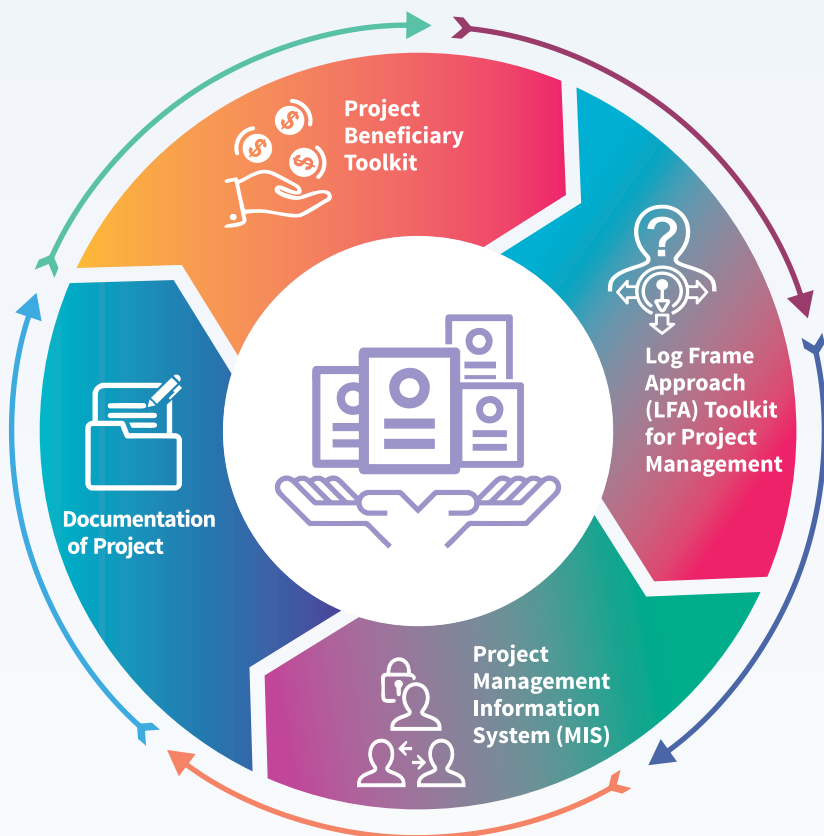 Project
Beneficiary
Toolkit
Log Frame
Approach
(LFA) Toolkit
for Project
Management
Project
Management
Information
System (MIS)
Documentation
of Project